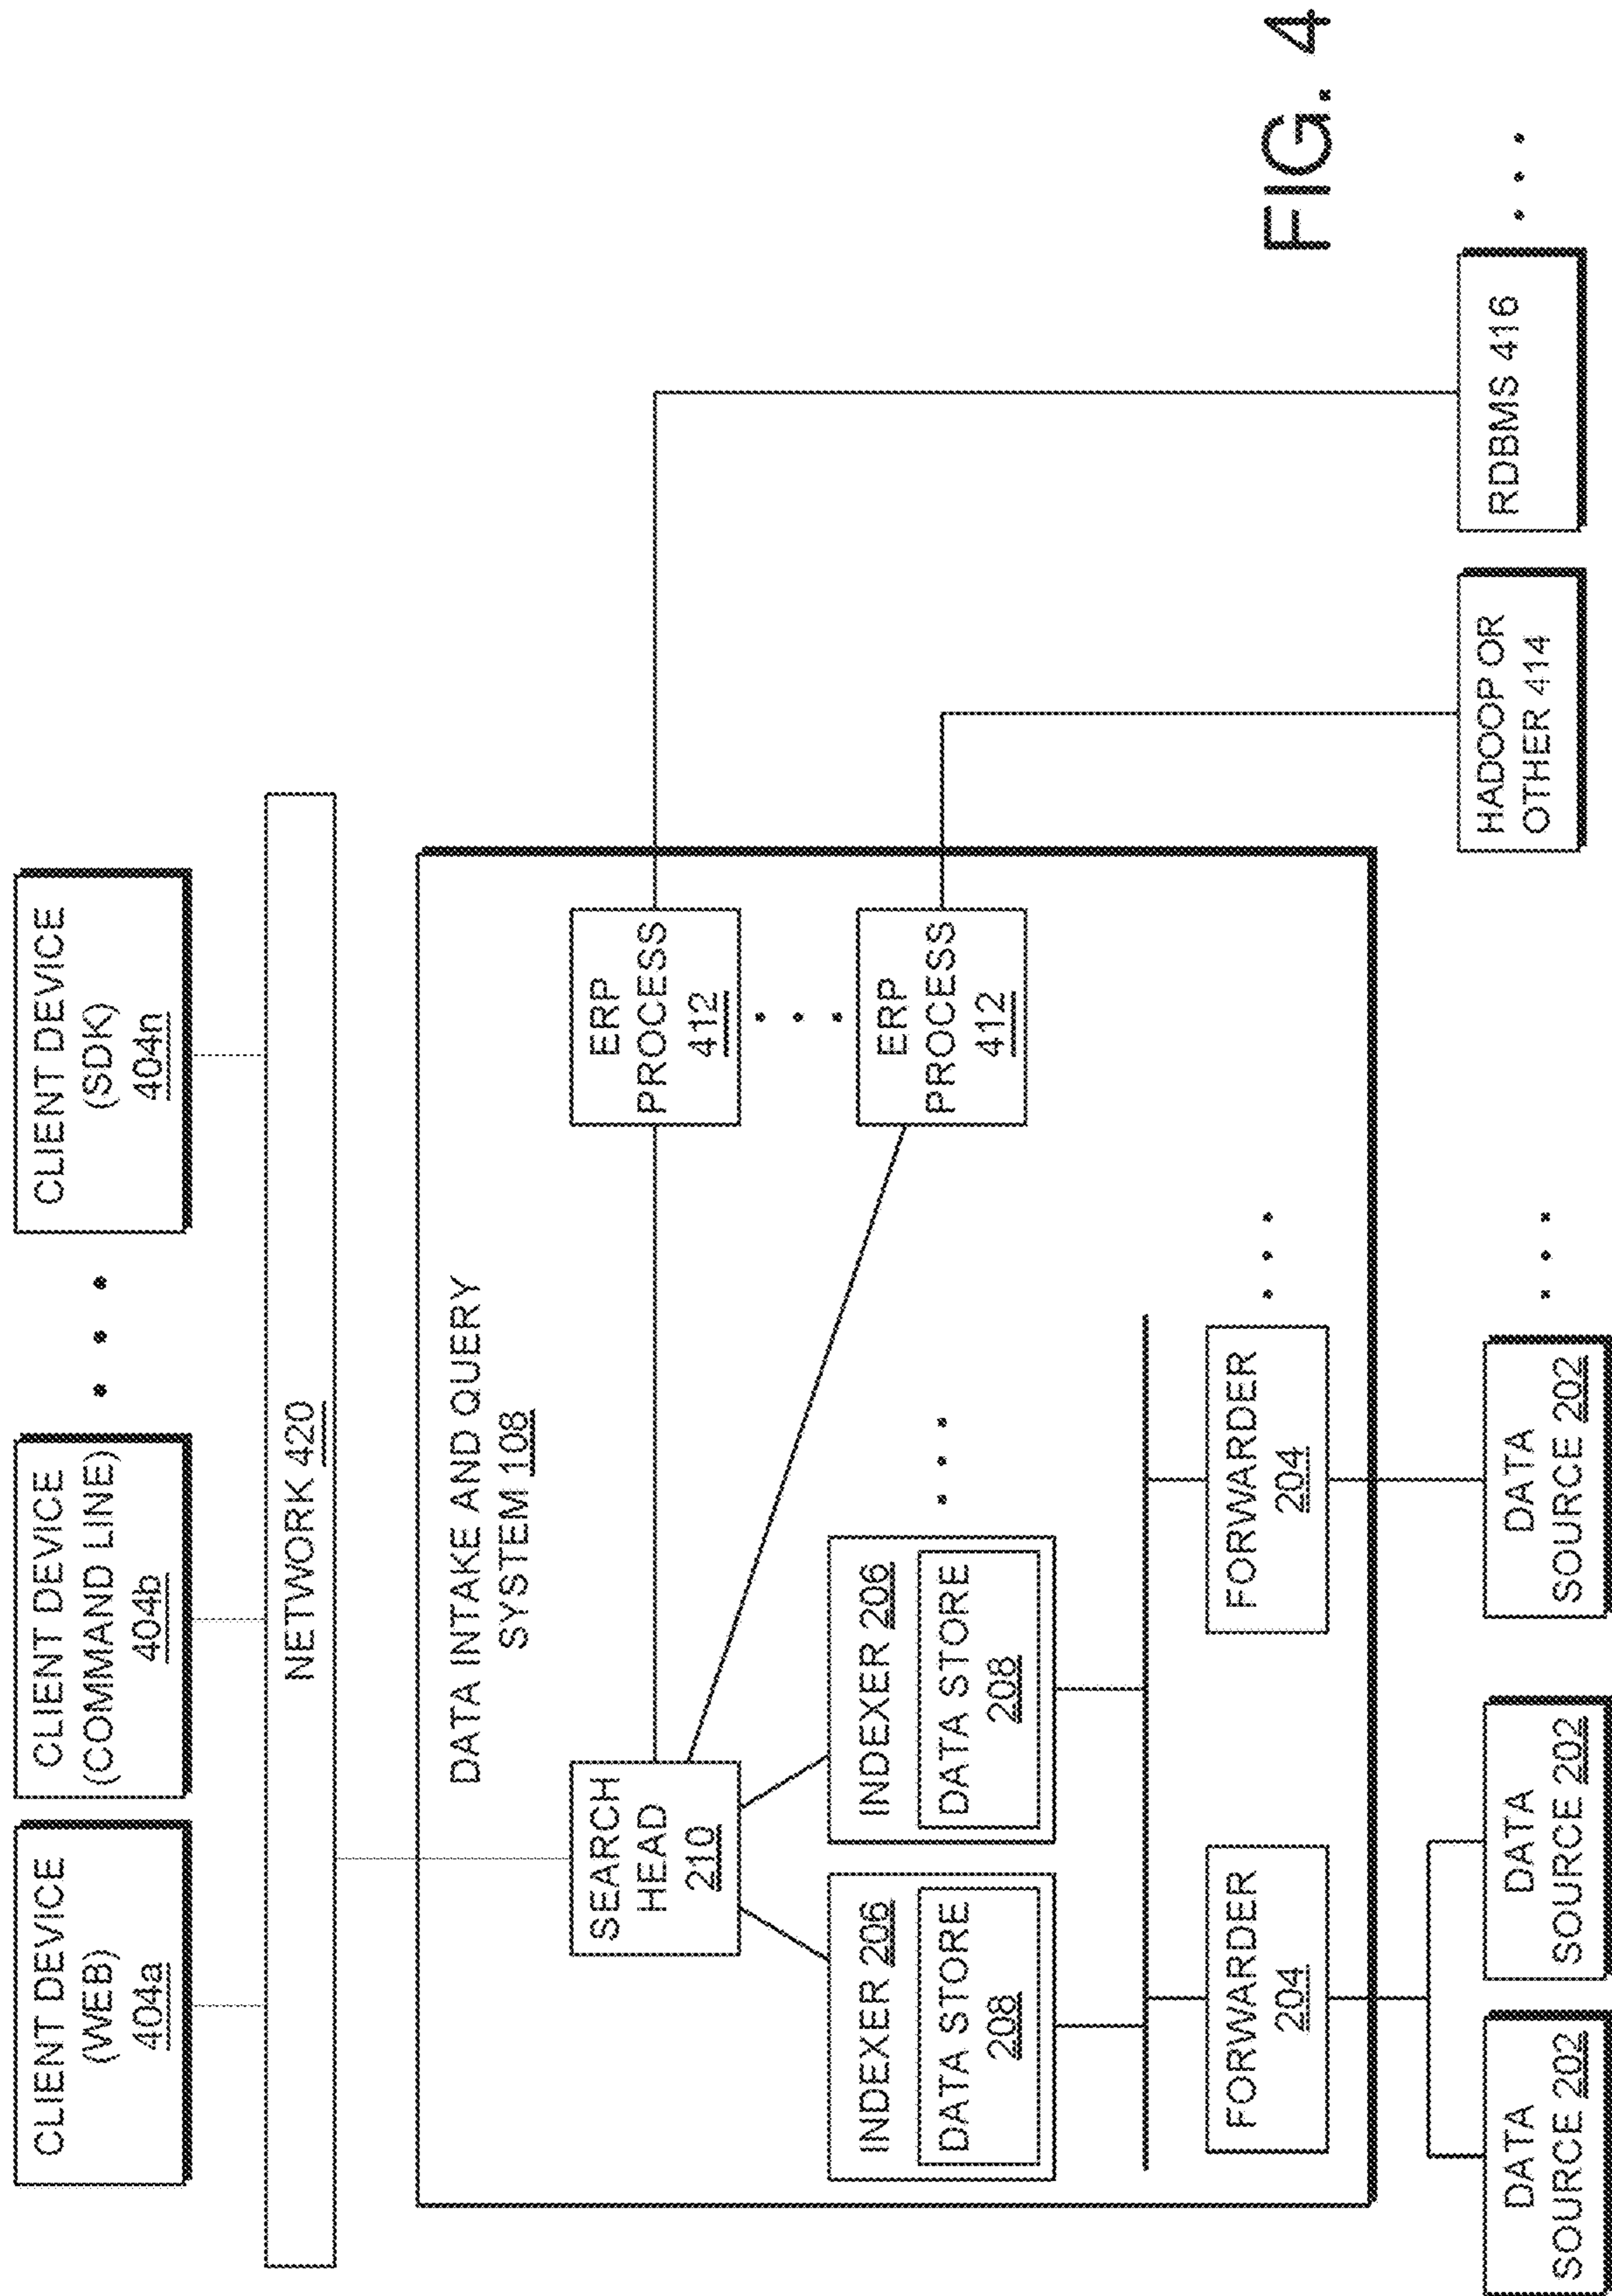 CLIENT DEVICE
(WEB)
404a
CLIENT DEVICE
(COMMAND LINE)
404b
CLIENT DEVICE
(SDK)
404n
NETWORK 420
DATA INTAKE AND QUERY
SYSTEM 108
SEARCH
HEAD
210
ERP
PROCESS
412
ERP
PROCESS
412
INDEXER 206
DATA STORE
208
INDEXER 206
DATA STORE
208
FORWARDER
204
FORWARDER
204
DATA
SOURCE 202
DATA
SOURCE 202
DATA
SOURCE 202
HADOOP OR
OTHER 414
RDBMS 416
FIG. 4